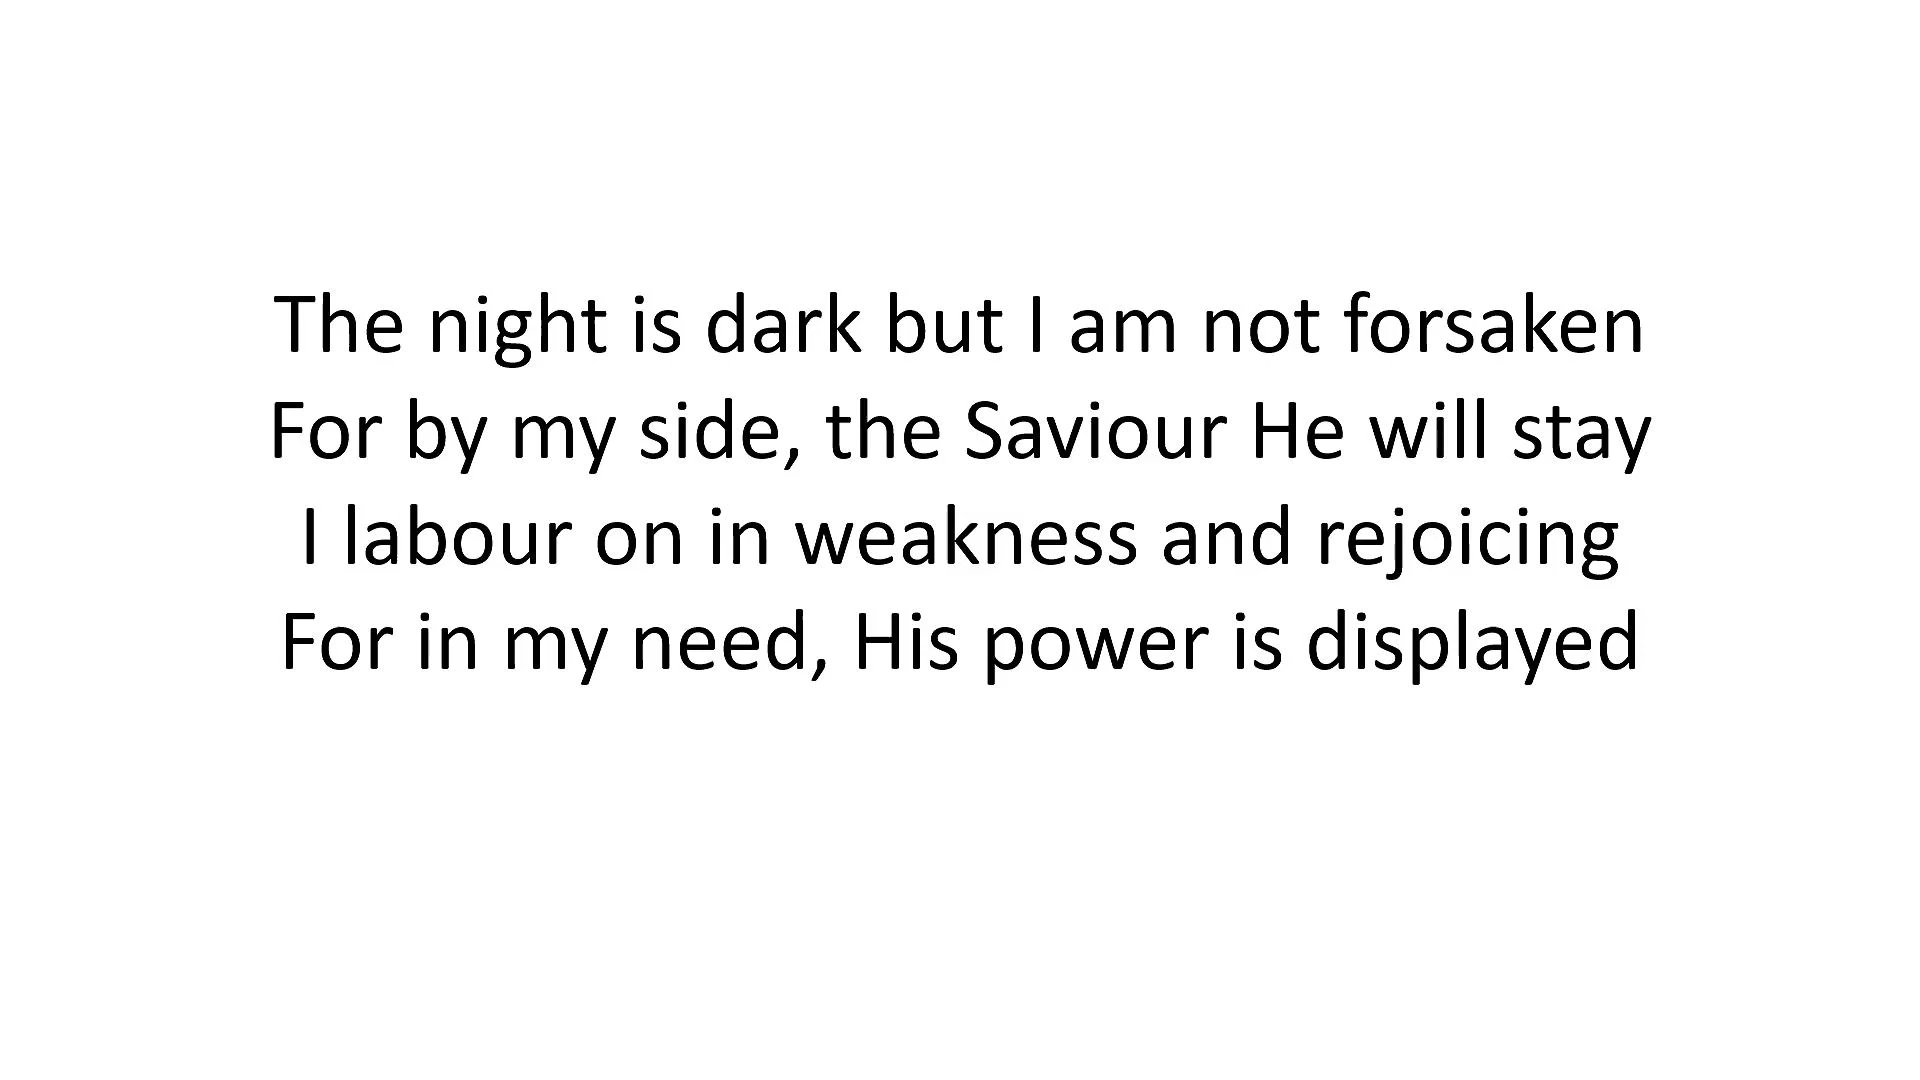 The night is dark but I am not forsaken
For by my side, the Saviour He will stay
I labour on in weakness and rejoicing
For in my need, His power is displayed